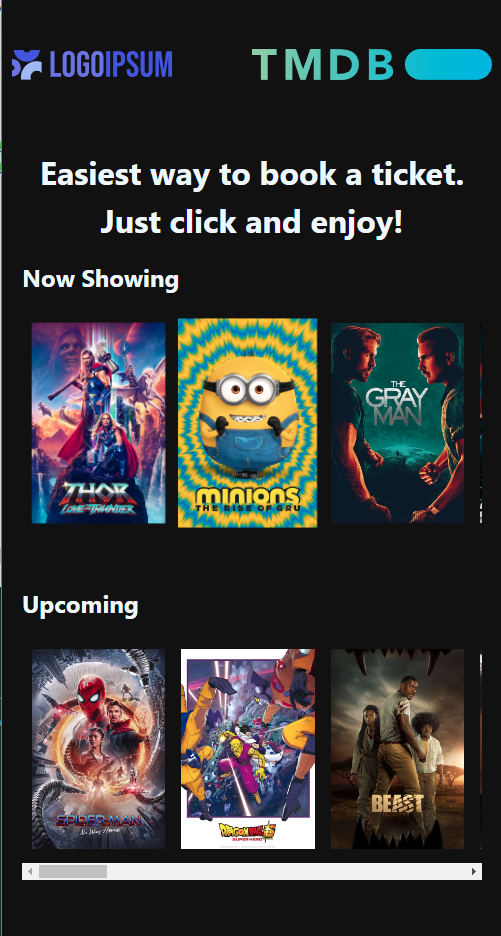 LOGOIPSUM
TMDB
Easiest way to book a ticket.
Just click and enjoy!
Now Showing
THOR
LOVE AND THUNDER
MINIONS
THE RISE OF GRU
THE
GRAY
MAN
Upcoming
SPIDER-MAN
No Way Home
DRAGON BALL SUPER
SUPER HERO
BEAST